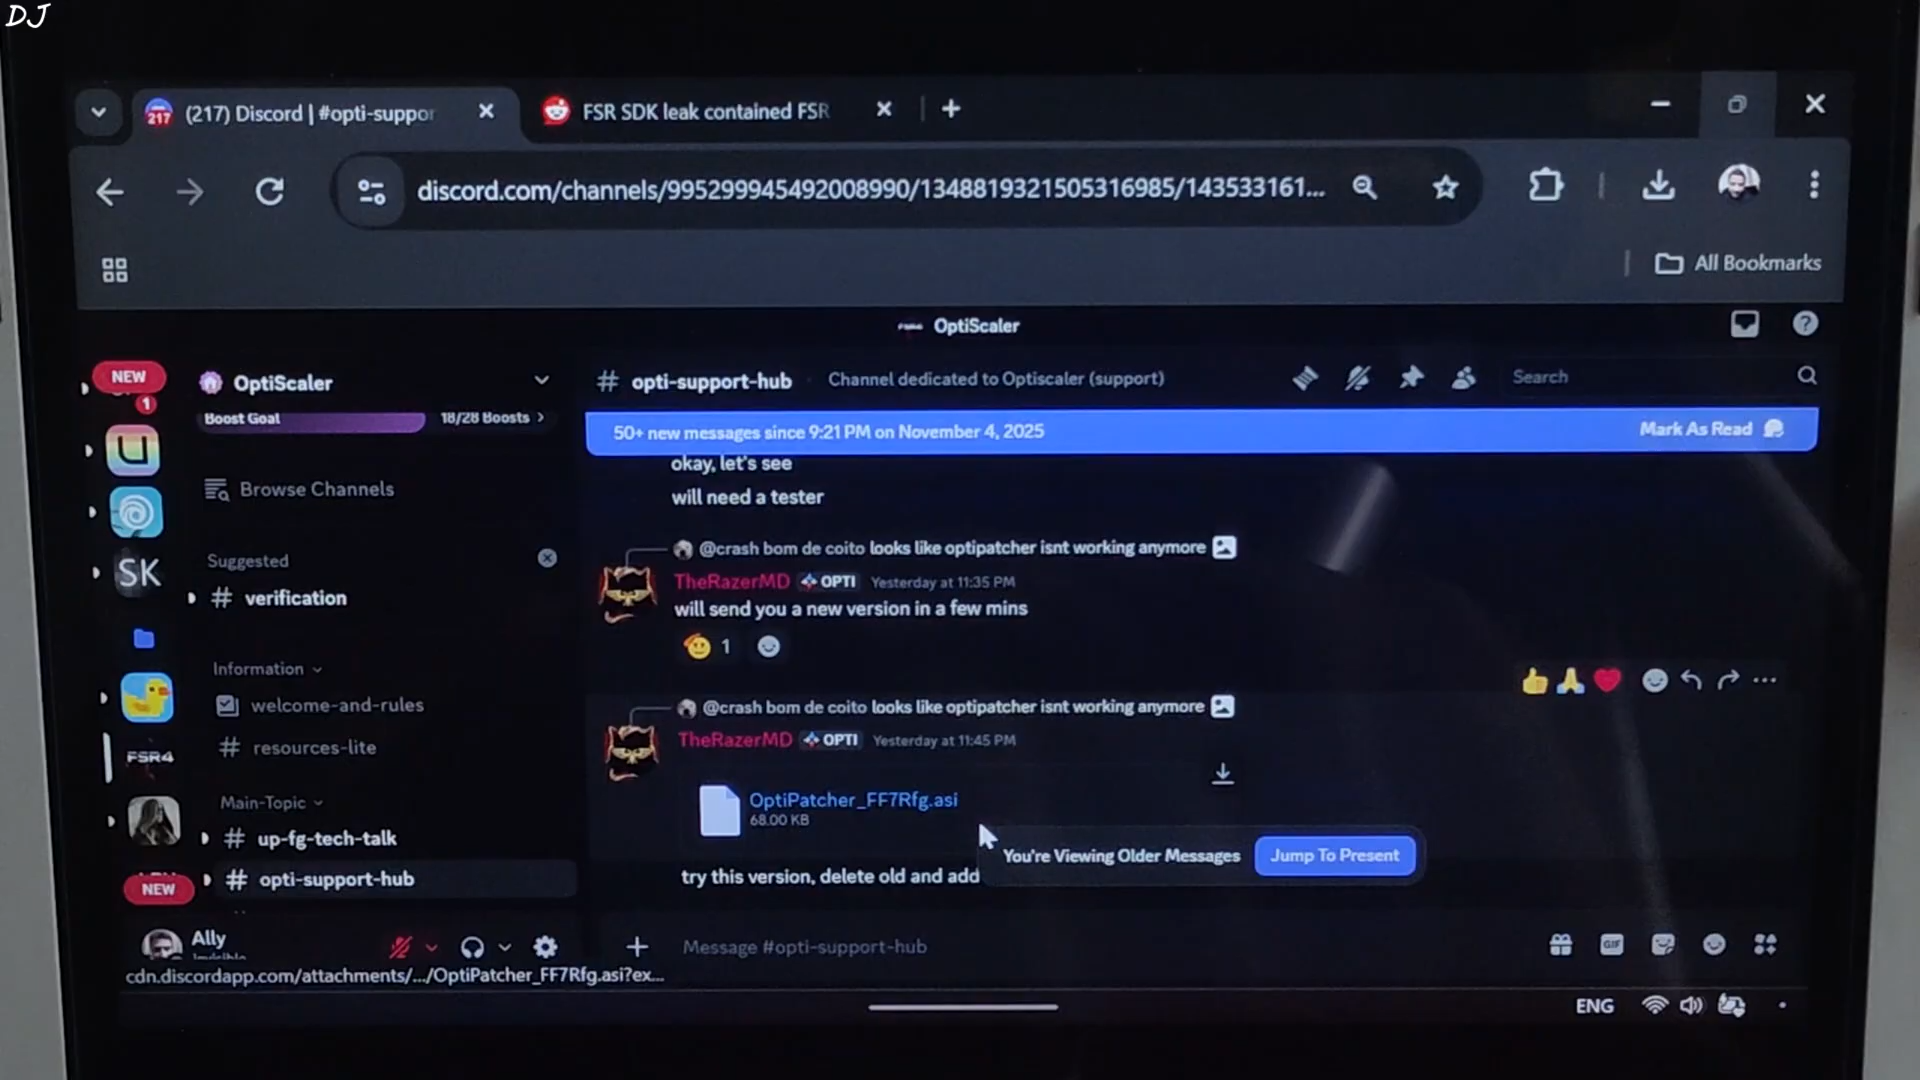 DJ
217
(217) Discord | #opti-suppor
FSR SDK leak contained FSR
discord.com/channels/995299945492008990/1348819321505316985/143533161...
All Bookmarks
OptiScaler
NEW
1
OptiScaler
# opti-support-hub
Channel dedicated to Optiscaler (support)
Search
Boost Goal
18/28 Boosts >
50+ new messages since 9:21 PM on November 4, 2025
Mark As Read
okay, let's see
will need a tester
Browse Channels
Suggested
# verification
SK
Information
welcome-and-rules
# resources-lite
FSR4
Main-Topic
# up-fg-tech-talk
# opti-support-hub
NEW
@crash bom de coito looks like optipatcher isnt working anymore
TheRazerMD OPTI Yesterday at 11:35 PM
will send you a new version in a few mins
1
@crash bom de coito looks like optipatcher isnt working anymore
TheRazerMD OPTI Yesterday at 11:45 PM
OptiPatcher_FF7Rfg.asi
68.00 KB
You're Viewing Older Messages
Jump To Present
try this version, delete old and add
Ally
Message #opti-support-hub
GIF
cdn.discordapp.com/attachments/.../OptiPatcher_FF7Rfg.asi?ex...
ENG